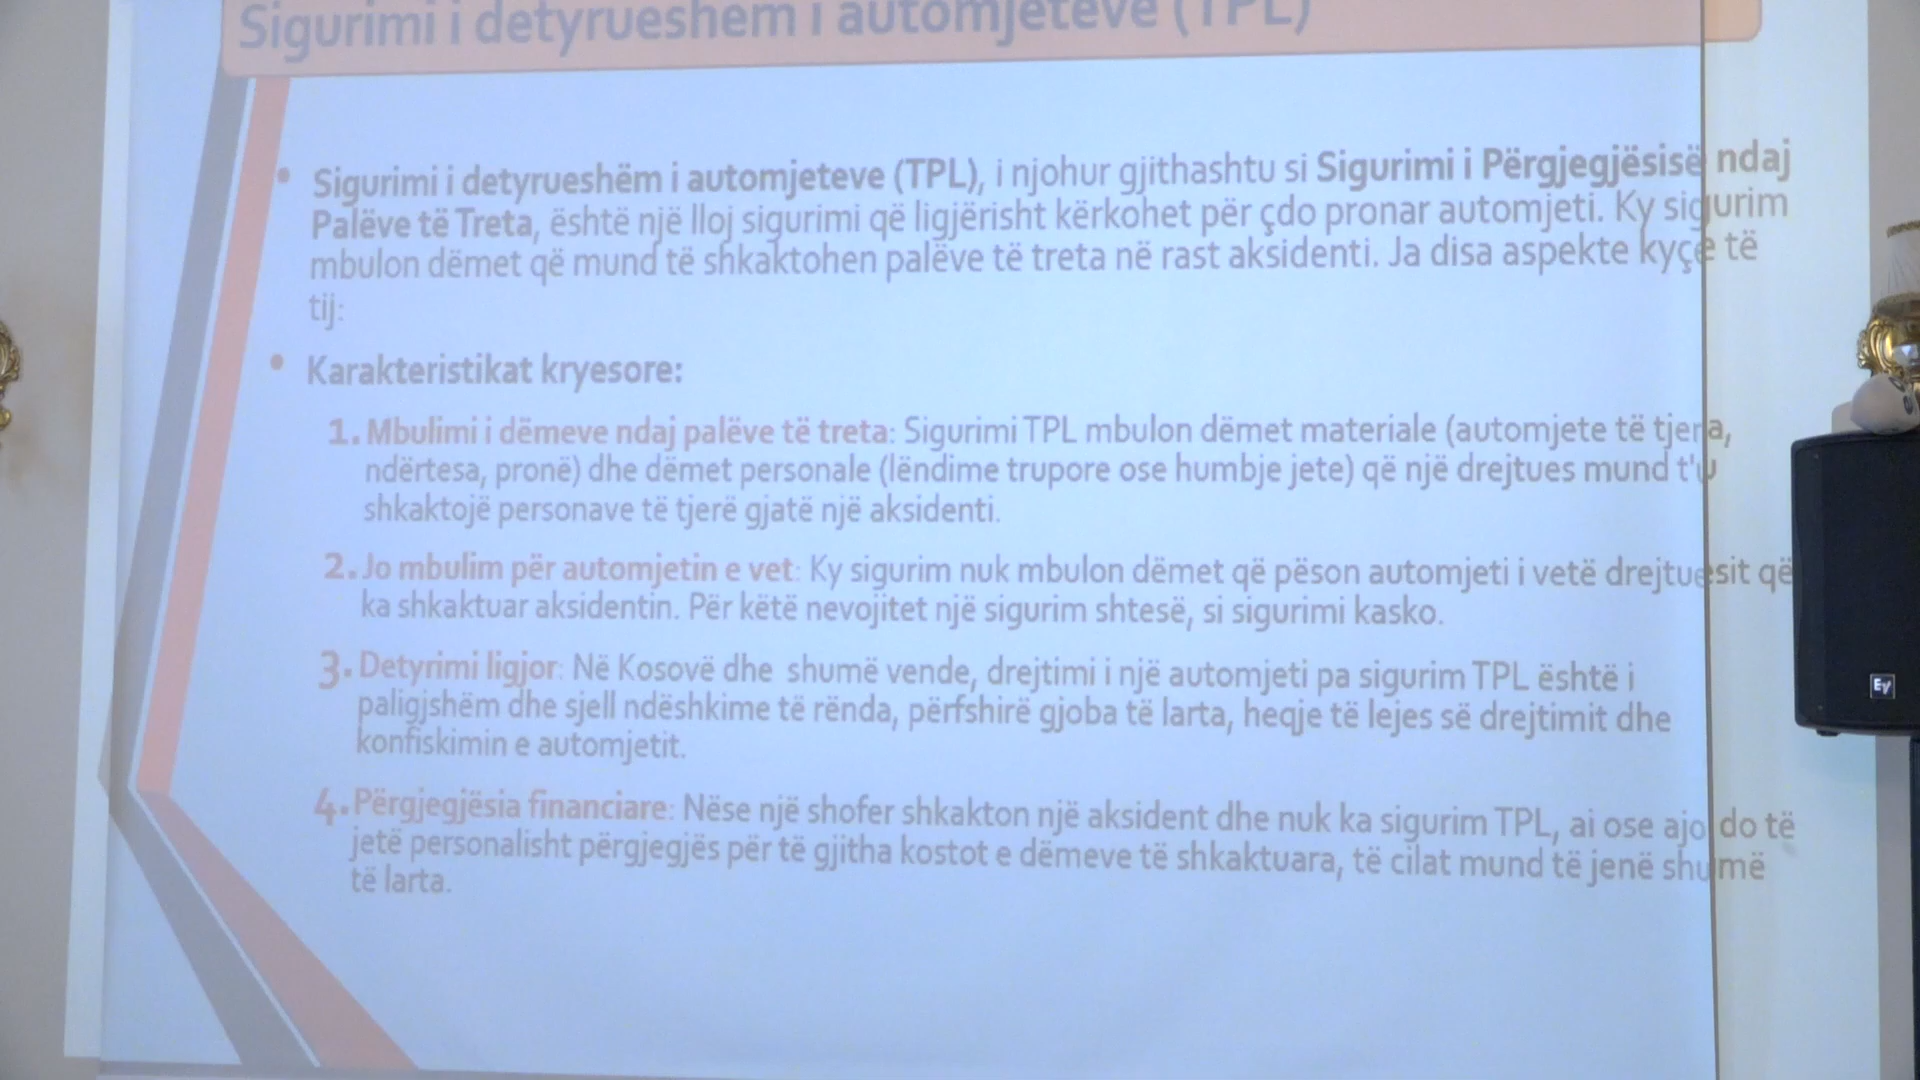 Sigurimi i detyrueshëm i automjeteve (TPL)
• Sigurimi i detyrueshëm i automjeteve (TPL), i njohur gjithashtu si Sigurimi i Përgjegjësisë ndaj
Palëve të Treta, është një lloj sigurimi që ligjërisht kërkohet për çdo pronar automjeti. Ky sigurim
mbulon dëmet që mund të shkaktohen palëve të treta në rast aksidenti. Ja disa aspekte kyçe të
tij:
• Karakteristikat kryesore:
1. Mbulimi i dëmeve ndaj palëve të treta: Sigurimi TPL mbulon dëmet materiale (automjete të tjera,
ndërtesa, pronë) dhe dëmet personale (lëndime trupore ose humbje jete) që një drejtues mund t'u
shkaktojë personave të tjerë gjatë një aksidenti.
2. Jo mbulim për automjetin e vet: Ky sigurim nuk mbulon dëmet që pëson automjeti i vetë drejtuesit që
ka shkaktuar aksidentin. Për këtë nevojitet një sigurim shtesë, si sigurimi kasko.
3. Detyrimi ligjor: Në Kosovë dhe shumë vende, drejtimi i një automjeti pa sigurim TPL është i
paligjshëm dhe sjell ndëshkime të rënda, përfshirë gjoba të larta, heqje të lejes së drejtimit dhe
konfiskimin e automjetit.
4. Përgjegjësia financiare: Nëse një shofer shkakton një aksident dhe nuk ka sigurim TPL, ai ose ajo do të
jetë personalisht përgjegjës për të gjitha kostot e dëmeve të shkaktuara, të cilat mund të jenë shumë
të larta.
EV